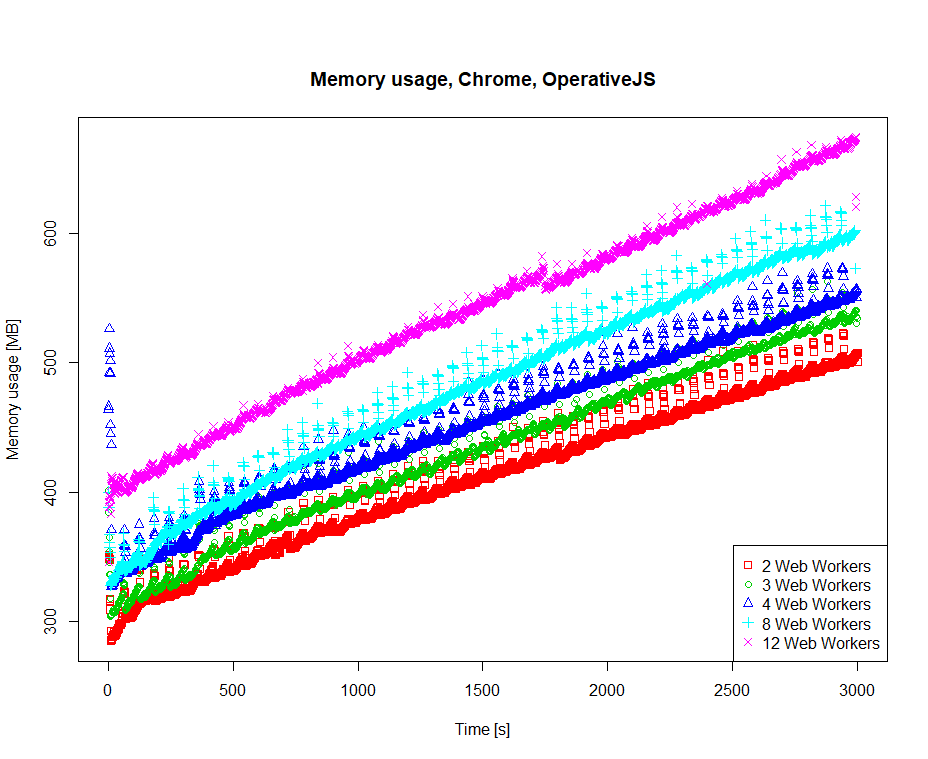 Memory usage, Chrome, OperativeJS
Memory usage [MB]
600
500
400
300
2 Web Workers
3 Web Workers
4 Web Workers
8 Web Workers
12 Web Workers
0 500 1000 1500 2000 2500 3000
Time [s]